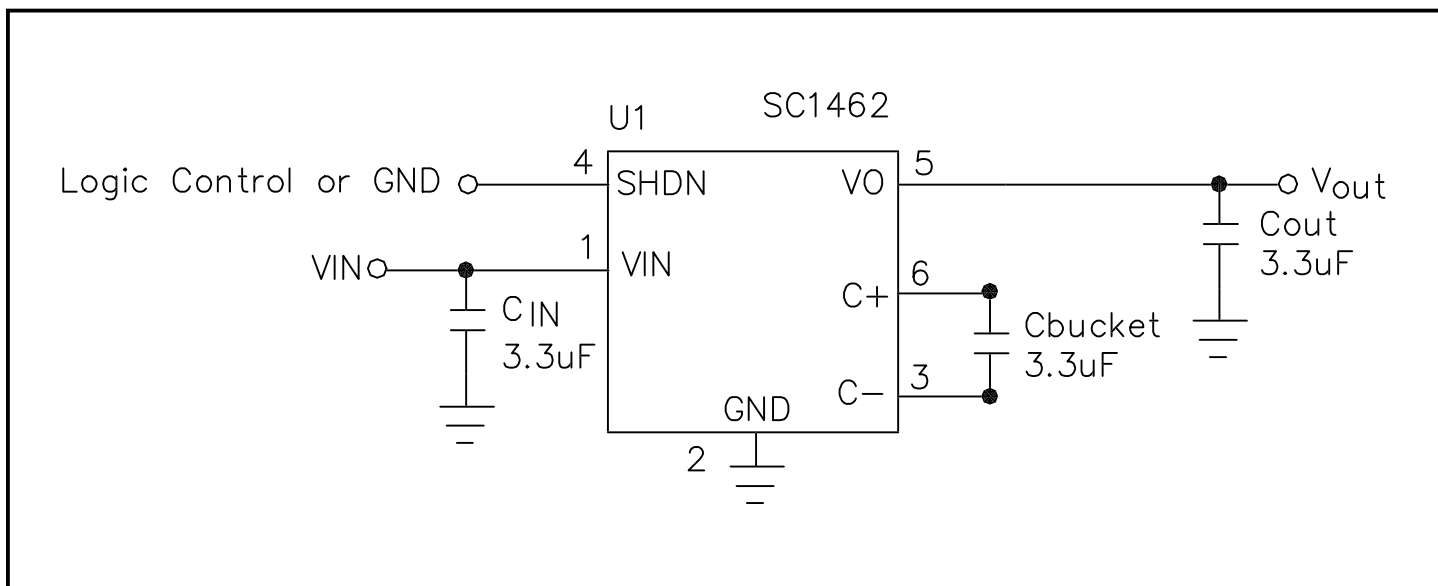 U1
SC1462
Logic Control or GND
4
SHDN
VO
5
Vout
Cout
3.3uF
VIN
1
VIN
CIN
3.3uF
C+
6
Cbucket
3.3uF
C-
3
GND
2